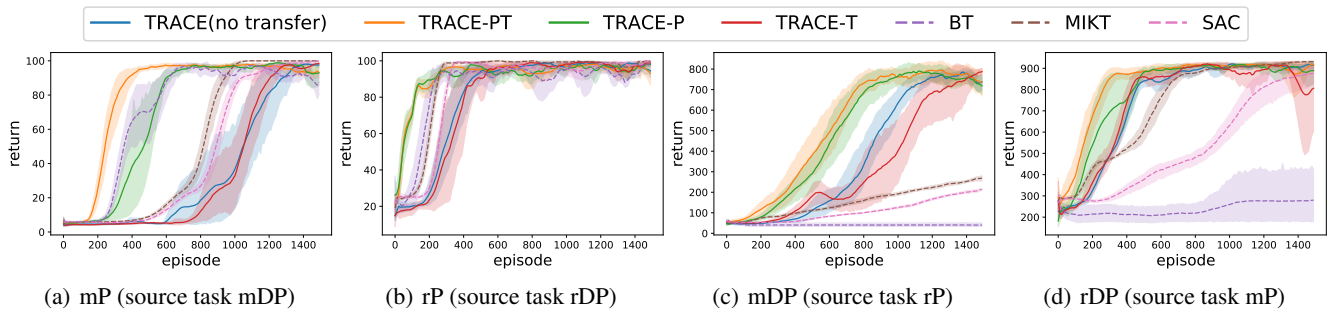 TRACE(no transfer) TRACE-PT TRACE-P TRACE-T BT MIKT SAC
100
80
60
40
20
0
return
0 200 400 600 800 1000 1200 1400
episode
(a) mP (source task mDP)
100
80
60
40
20
return
0 200 400 600 800 1000 1200 1400
episode
(b) rP (source task rDP)
800
700
600
500
400
300
200
100
0
return
0 200 400 600 800 1000 1200 1400
episode
(c) mDP (source task rP)
900
800
700
600
500
400
300
200
return
0 200 400 600 800 1000 1200 1400
episode
(d) rDP (source task mP)